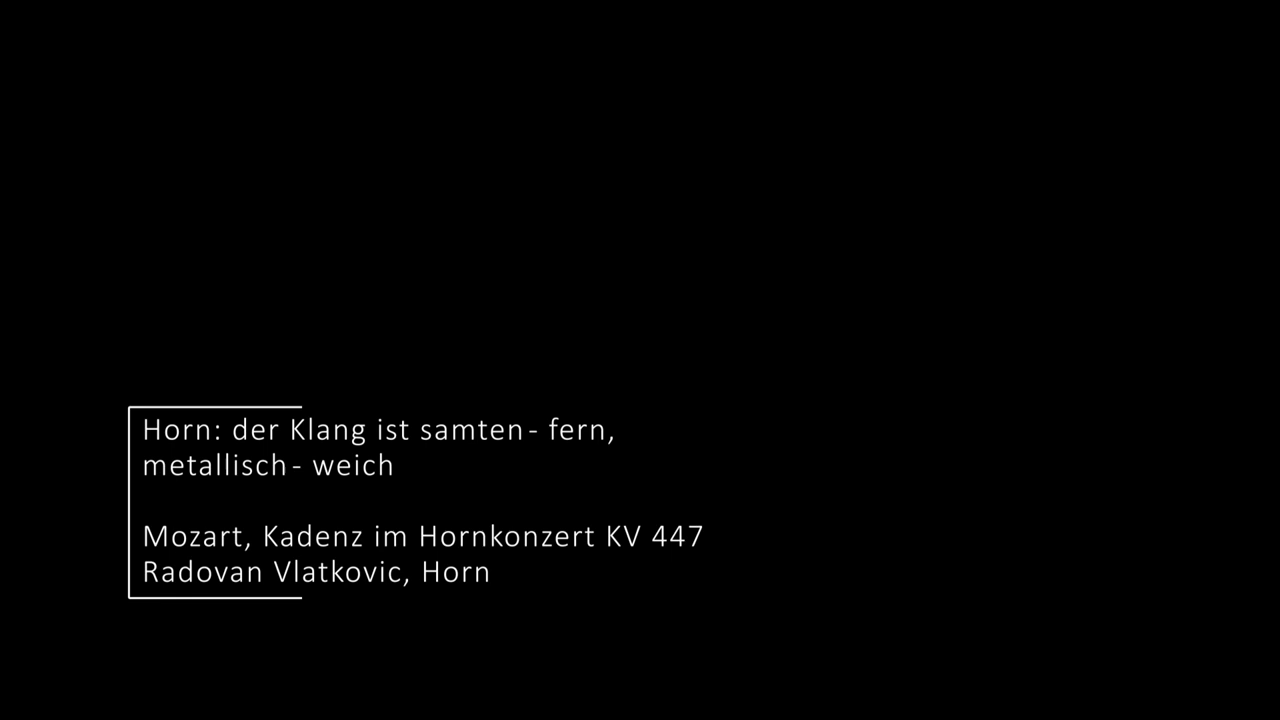 Horn: der Klang ist samten - fern,
metallisch - weich
Mozart, Kadenz im Hornkonzert KV 447
Radovan Vlatkovic, Horn